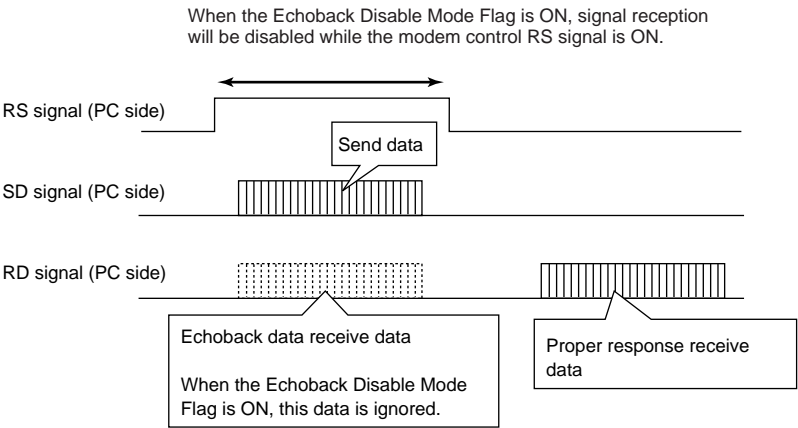 When the Echoback Disable Mode Flag is ON, signal reception
will be disabled while the modem control RS signal is ON.
RS signal (PC side)
Send data
SD signal (PC side)
RD signal (PC side)
Echoback data receive data
When the Echoback Disable Mode
Flag is ON, this data is ignored.
Proper response receive
data